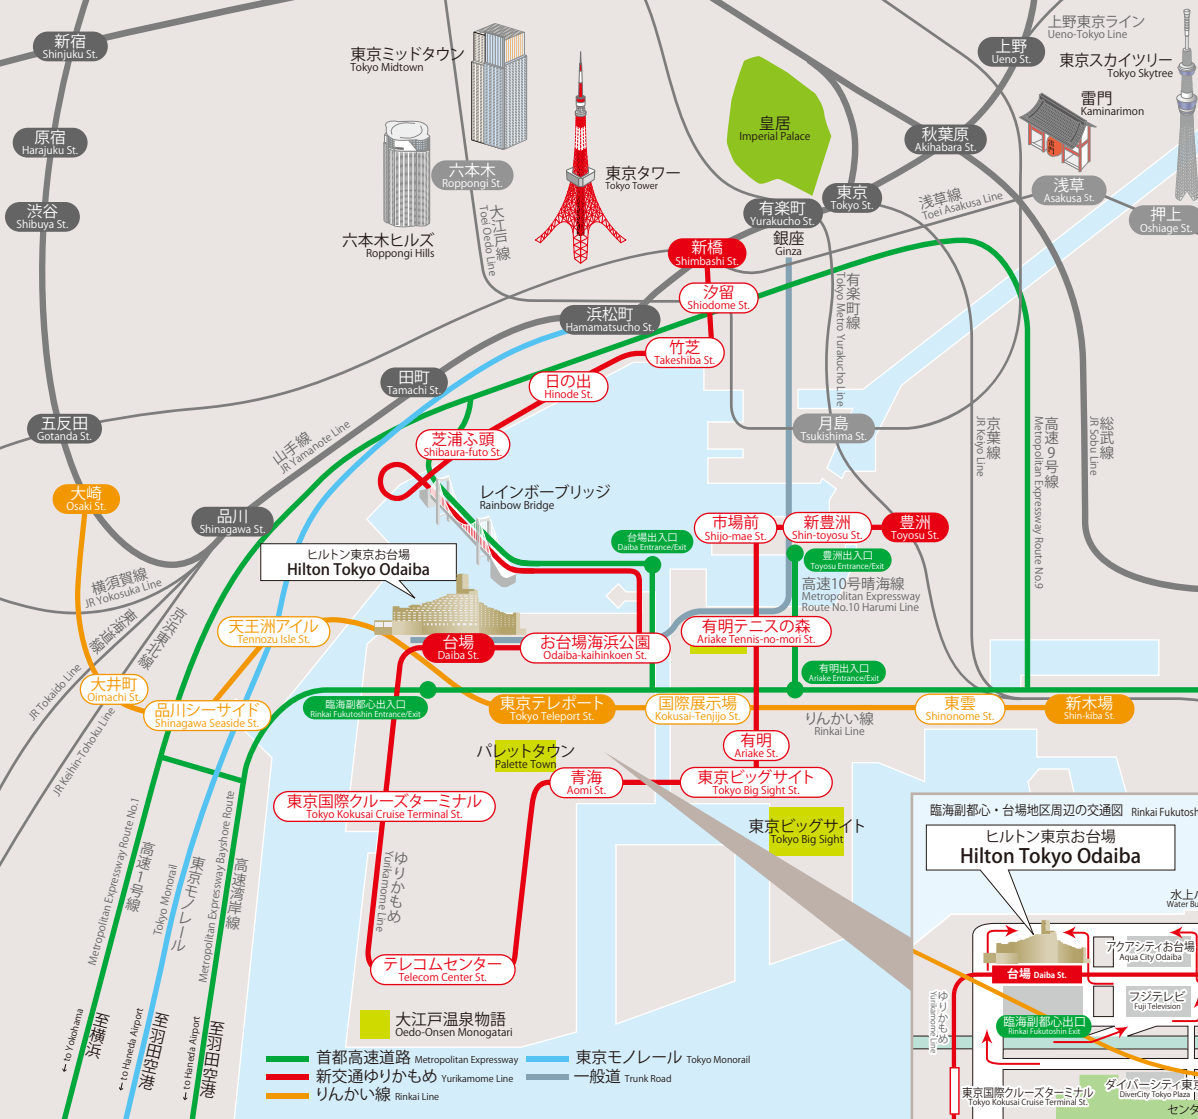 新宿
Shinjuku St.
原宿
Harajuku St.
渋谷
Shibuya St.
五反田
Gotanda St.
大崎
Osaki St.
品川
Shinagawa St.
大井町
Oimachi St.
品川シーサイド
Shinagawa Seaside St.
天王洲アイル
Tennozu Isle St.
田町
Tamachi St.
浜松町
Hamamatsucho St.
東京ミッドタウン
Tokyo Midtown
六本木
Roppongi St.
六本木ヒルズ
Roppongi Hills
大江戸線
Toei Oedo Line
東京タワー
Tokyo Tower
皇居
Imperial Palace
有楽町
Yurakucho St.
東京
Tokyo St.
銀座
Ginza
秋葉原
Akihabara St.
上野
Ueno St.
上野東京ライン
Ueno-Tokyo Line
東京スカイツリー
Tokyo Skytree
雷門
Kaminarimon
浅草
Asakusa St.
押上
Oshiage St.
浅草線
Toei Asakusa Line
新橋
Shimbashi St.
汐留
Shiodome St.
竹芝
Takeshiba St.
日の出
Hinode St.
芝浦ふ頭
Shibaura-futo St.
レインボーブリッジ
Rainbow Bridge
有楽町線
Tokyo Metro Yurakucho Line
月島
Tsukishima St.
京葉線
JR Keiyo Line
高速9号線
Metropolitan Expressway Route No.9
総武線
JR Sobu Line
山手線
JR Yamanote Line
横須賀線
JR Yokosuka Line
東海道線
JR Tokaido Line
京浜東北線
JR Keihin-Tohoku Line
ヒルトン東京お台場
Hilton Tokyo Odaiba
台場出入口
Daiba Entrance/Exit
市場前
Shijo-mae St.
新豊洲
Shin-toyosu St.
豊洲
Toyosu St.
豊洲出入口
Toyosu Entrance/Exit
高速10号晴海線
Metropolitan Expressway
Route No.10 Harumi Line
有明テニスの森
Ariake Tennis-no-mori St.
台場
Daiba St.
お台場海浜公園
Odaiba-kaihinkoen St.
有明出入口
Ariake Entrance/Exit
臨海副都心出入口
Rinkai Fukutoshin Entrance/Exit
東京テレポート
Tokyo Teleport St.
国際展示場
Kokusai-Tenjijo St.
りんかい線
Rinkai Line
東雲
Shinonome St.
新木場
Shin-kiba St.
有明
Ariake St.
パレットタウン
Palette Town
青海
Aomi St.
東京ビッグサイト
Tokyo Big Sight St.
東京ビッグサイト
Tokyo Big Sight
東京国際クルーズターミナル
Tokyo Kokusai Cruise Terminal St.
ゆりかもめ
Yurikamome Line
テレコムセンター
Telecom Center St.
大江戸温泉物語
Oedo-Onsen Monogatari
高速1号線
Metropolitan Expressway Route No.1
東京モノレール
Tokyo Monorail
高速湾岸線
Metropolitan Expressway Bayshore Route
至横浜
← to Yokohama
至羽田空港
← to Haneda Airport
至羽田空港
← to Haneda Airport
首都高速道路 Metropolitan Expressway
新交通ゆりかもめ Yurikamome Line
りんかい線 Rinkai Line
東京モノレール Tokyo Monorail
一般道 Trunk Road
臨海副都心・台場地区周辺の交通図 Rinkai Fukutosh
ヒルトン東京お台場
Hilton Tokyo Odaiba
水上バ
Water Bu
アクアシティお台場
Aqua City Odaiba
台場 Daiba St.
フジテレビ
Fuji Television
臨海副都心出口
Rinkai Fukutoshin Exit
ゆりかもめ
Yurikamome Line
東京国際クルーズターミナル
Tokyo Kokusai Cruise Terminal St.
ダイバーシティ東京
DiverCity Tokyo Plaza
センタ